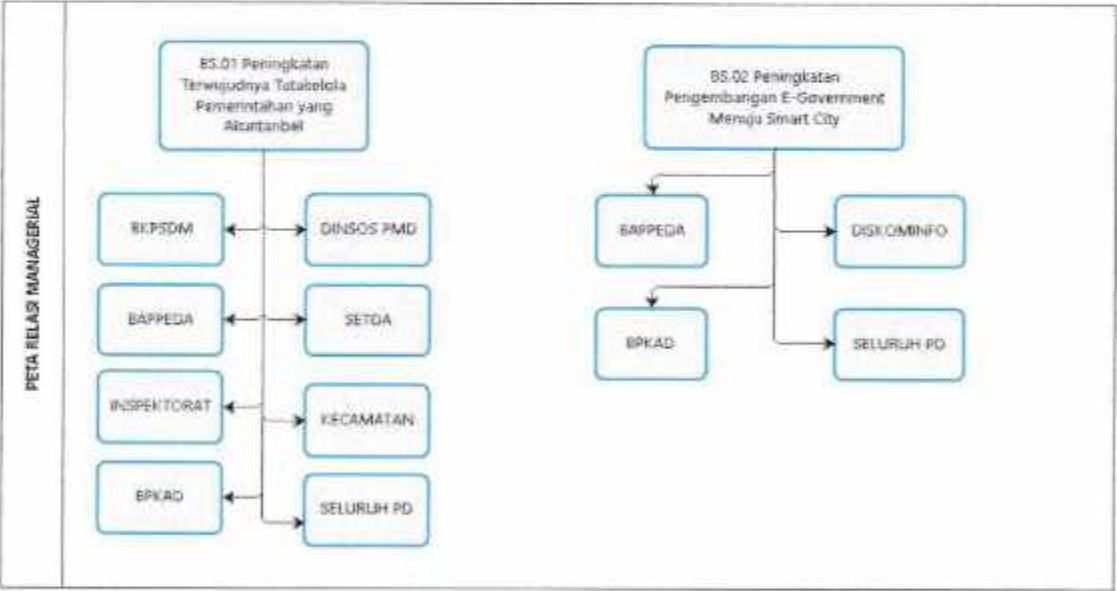 PETA RELASI MANAGERIAL
BS.01 Peningkatan
Terwujudnya Tatakelola
Pemerintahan yang
Akuntanbel
BKPSDM
DINSOS PMD
BAPPEDA
SETDA
INSPEKTORAT
KECAMATAN
BPKAD
SELURUH PD
BS.02 Peningkatan
Pengembangan E-Government
Menuju Smart City
BAPPEDA
DISKOMINFO
BPKAD
SELURUH PD